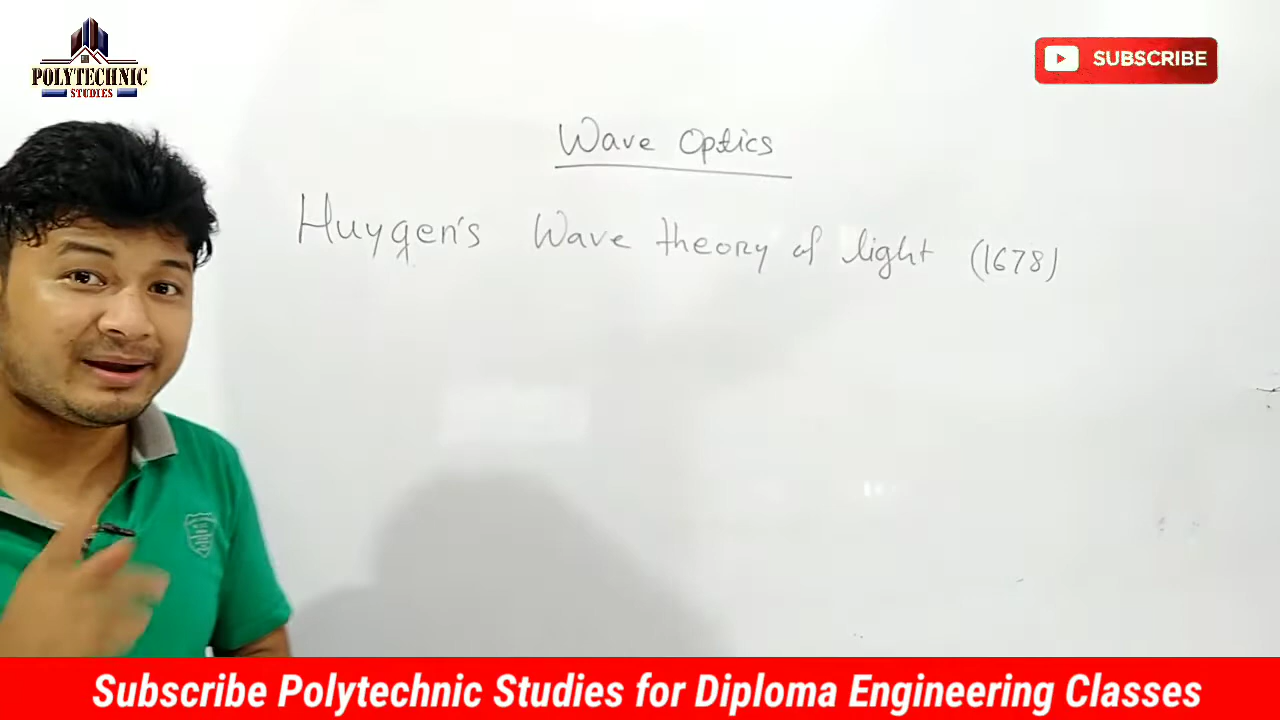 POLYTECHNIC
STUDIES
SUBSCRIBE
Wave Optics
Huygen's Wave theory of light (1678)
Subscribe Polytechnic Studies for Diploma Engineering Classes